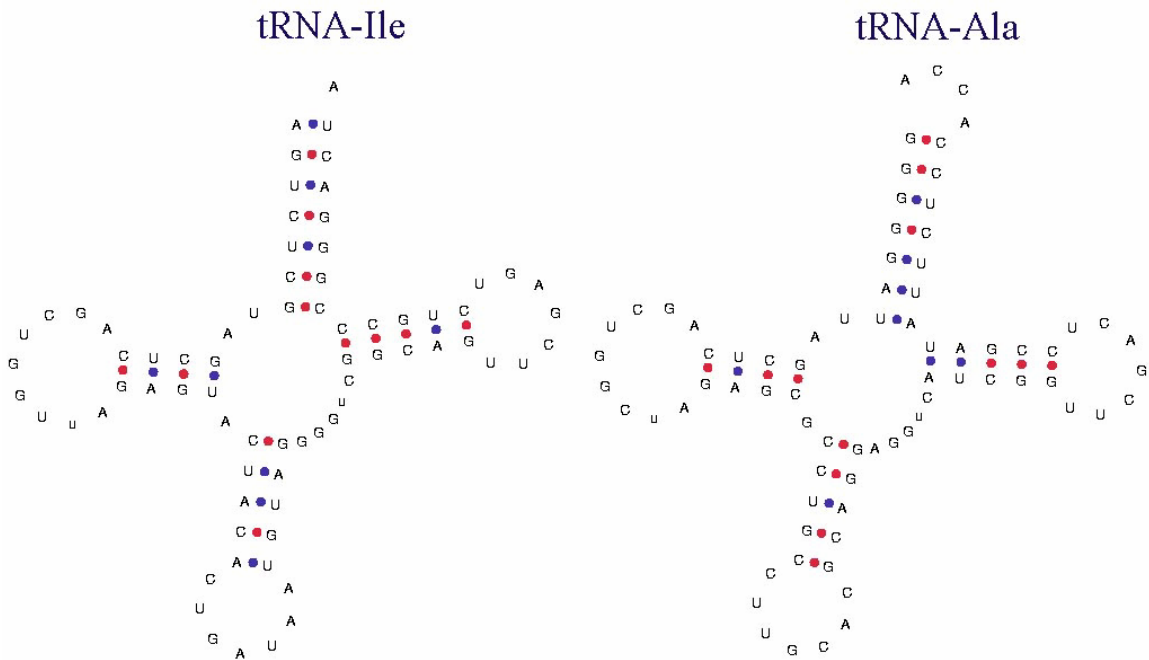 tRNA-Ile
A
A U
G C
U A
C G
U G
C G
G C
U
A
C U C G
A G C U G G U U A
G A G U
A
C G
U A
A U
C G
A U
C U G A U A A
G G G U C
C C G U C
U G A G C U U
G G C A G
tRNA-Ala
A C C A
G C
G C
G U
G C
G U
A U
U A
U
A
C U C G
A G C U G G C U A
G A G C
G
C G
C G
U A
G C
C G
C U U G C A C
A G G U C
U A G C C
U C A G C U U
A U C G G